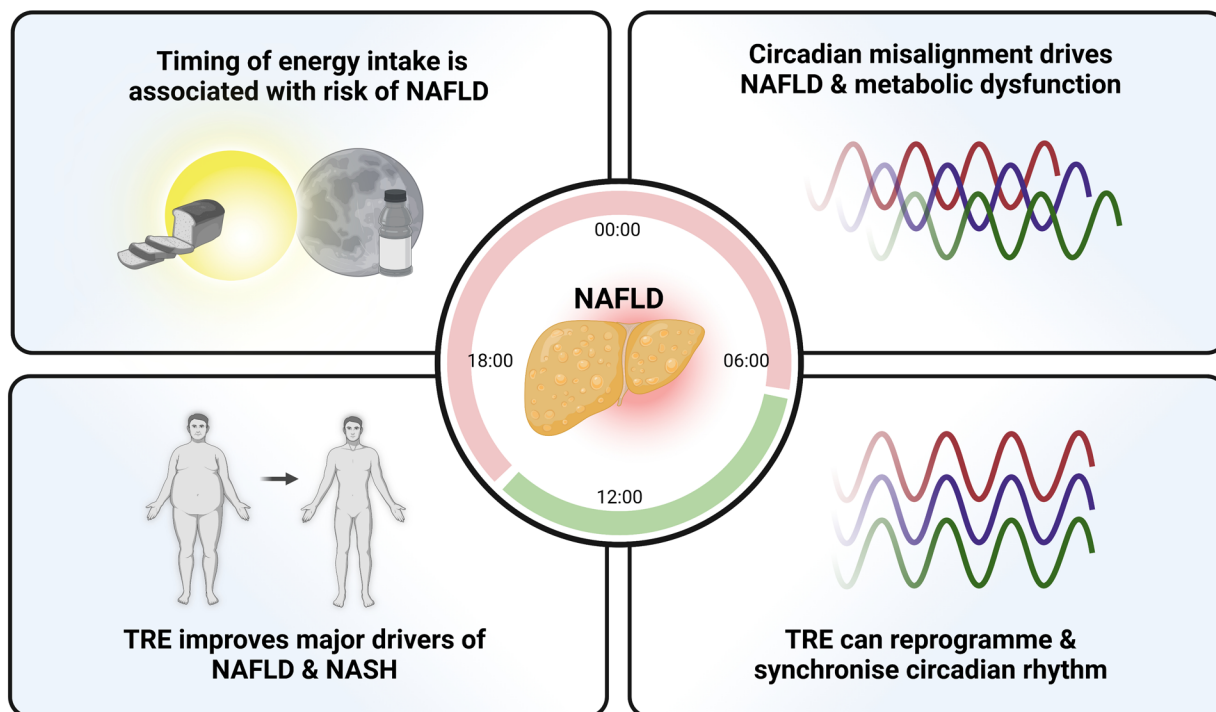 Timing of energy intake is
associated with risk of NAFLD
Circadian misalignment drives
NAFLD & metabolic dysfunction
00:00
NAFLD
18:00
06:00
12:00
TRE improves major drivers of
NAFLD & NASH
TRE can reprogramme &
synchronise circadian rhythm